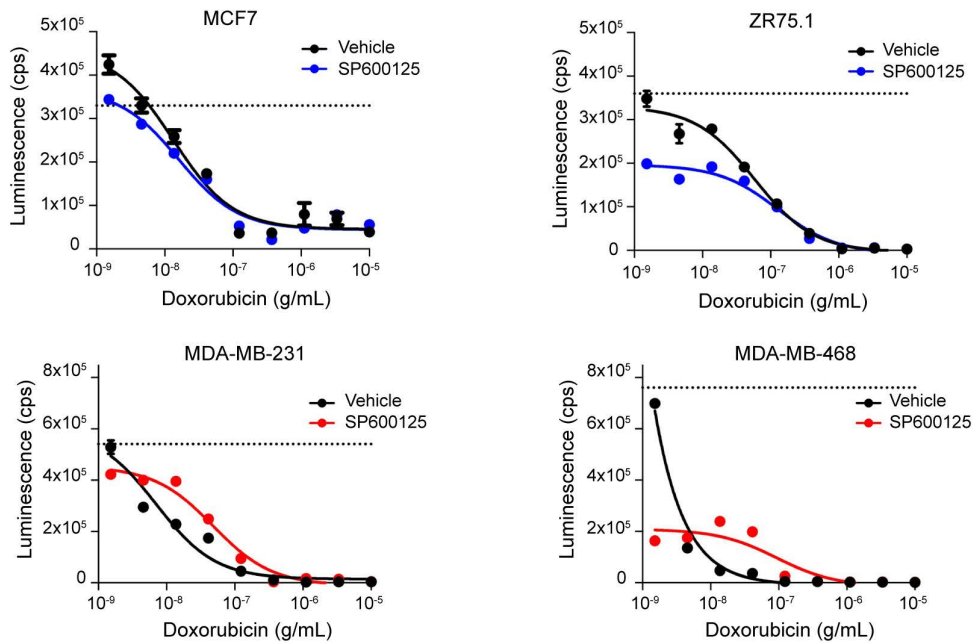 MCF7
5x10⁵
4x10⁵
3x10⁵
2x10⁵
1x10⁵
0
Luminescence (cps)
Vehicle
SP600125
10⁻⁹ 10⁻⁸ 10⁻⁷ 10⁻⁶ 10⁻⁵
Doxorubicin (g/mL)
ZR75.1
5x10⁵
4x10⁵
3x10⁵
2x10⁵
1x10⁵
0
Luminescence (cps)
Vehicle
SP600125
10⁻⁹ 10⁻⁸ 10⁻⁷ 10⁻⁶ 10⁻⁵
Doxorubicin (g/mL)
MDA-MB-231
8x10⁵
6x10⁵
4x10⁵
2x10⁵
0
Luminescence (cps)
Vehicle
SP600125
10⁻⁹ 10⁻⁸ 10⁻⁷ 10⁻⁶ 10⁻⁵
Doxorubicin (g/mL)
MDA-MB-468
8x10⁵
6x10⁵
4x10⁵
2x10⁵
0
Luminescence (cps)
Vehicle
SP600125
10⁻⁹ 10⁻⁸ 10⁻⁷ 10⁻⁶ 10⁻⁵
Doxorubicin (g/mL)